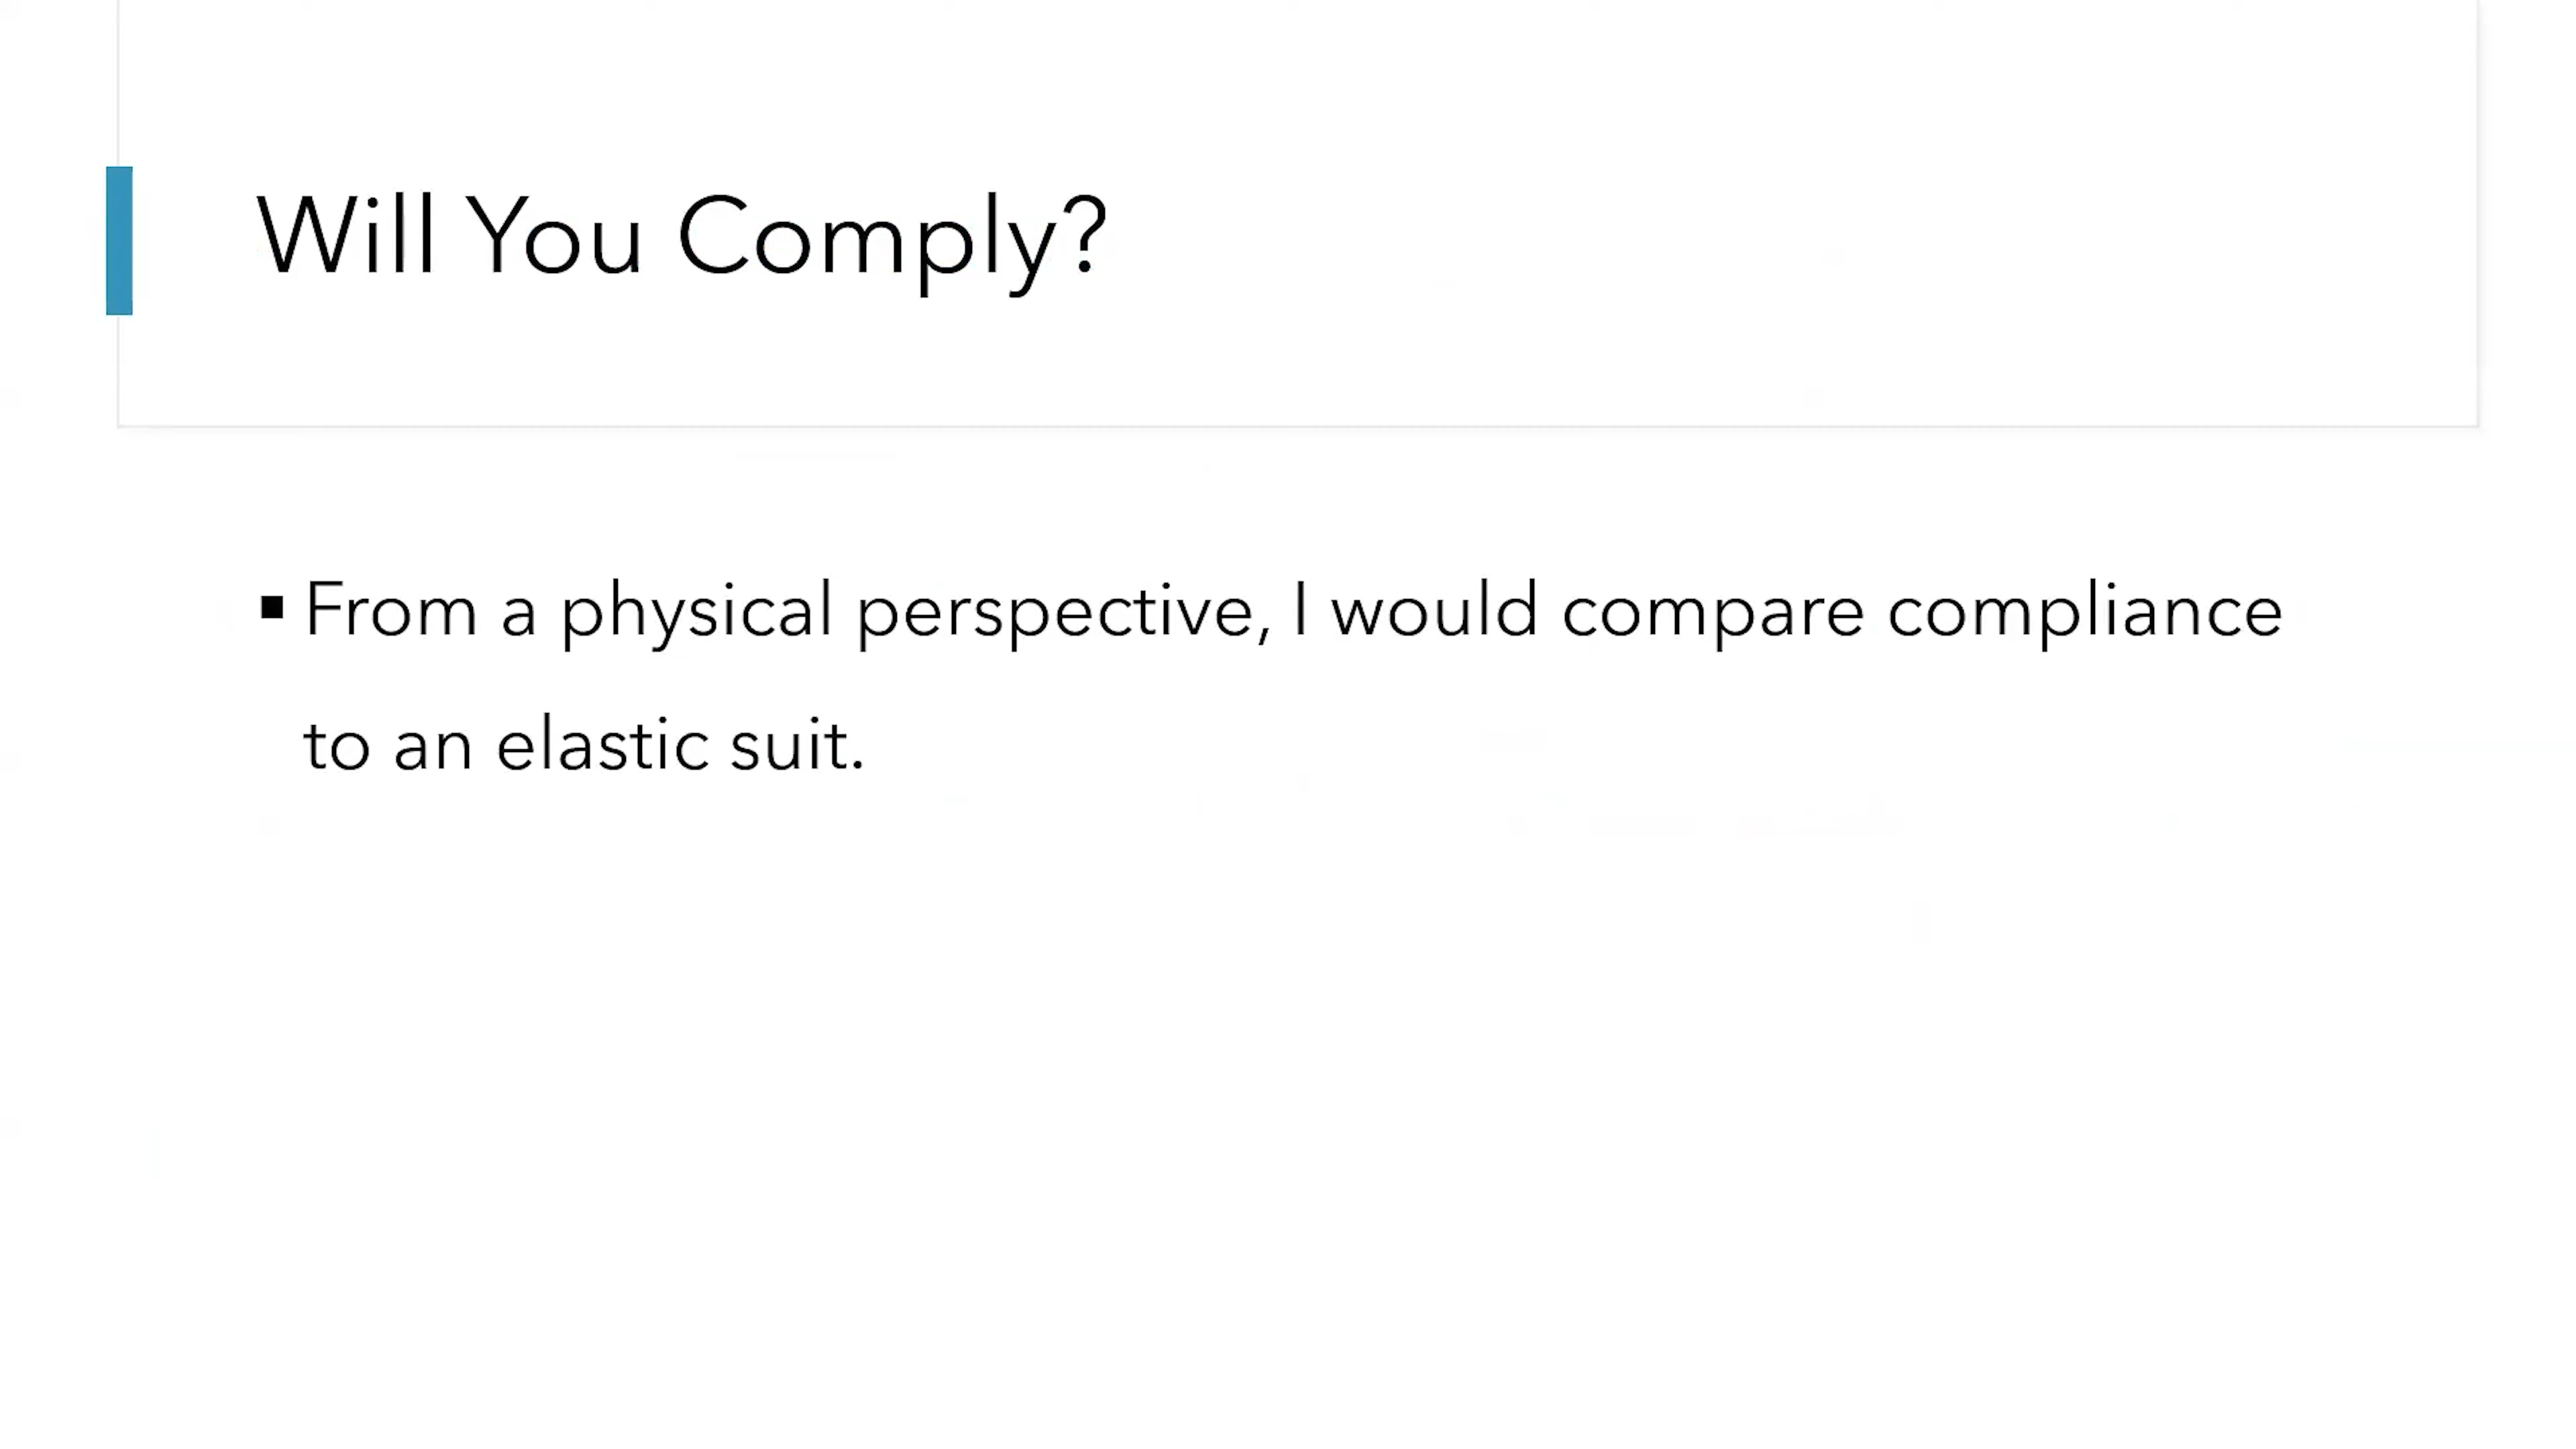 Will You Comply?
▪ From a physical perspective, I would compare compliance
to an elastic suit.